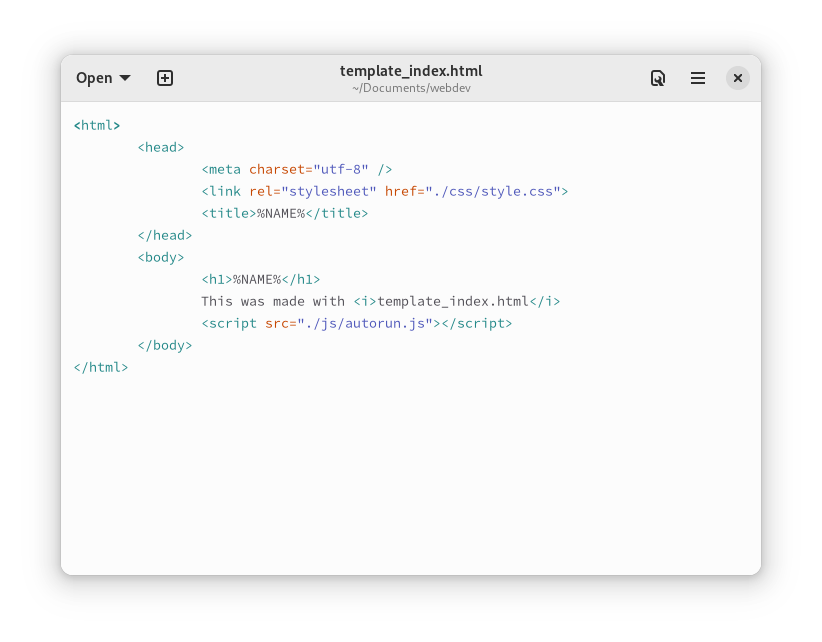 Open
template_index.html
~/Documents/webdev
<html>
<head>
<meta charset="utf-8" />
<link rel="stylesheet" href="./css/style.css">
<title>%NAME%</title>
</head>
<body>
<h1>%NAME%</h1>
This was made with <i>template_index.html</i>
<script src="./js/autorun.js"></script>
</body>
</html>